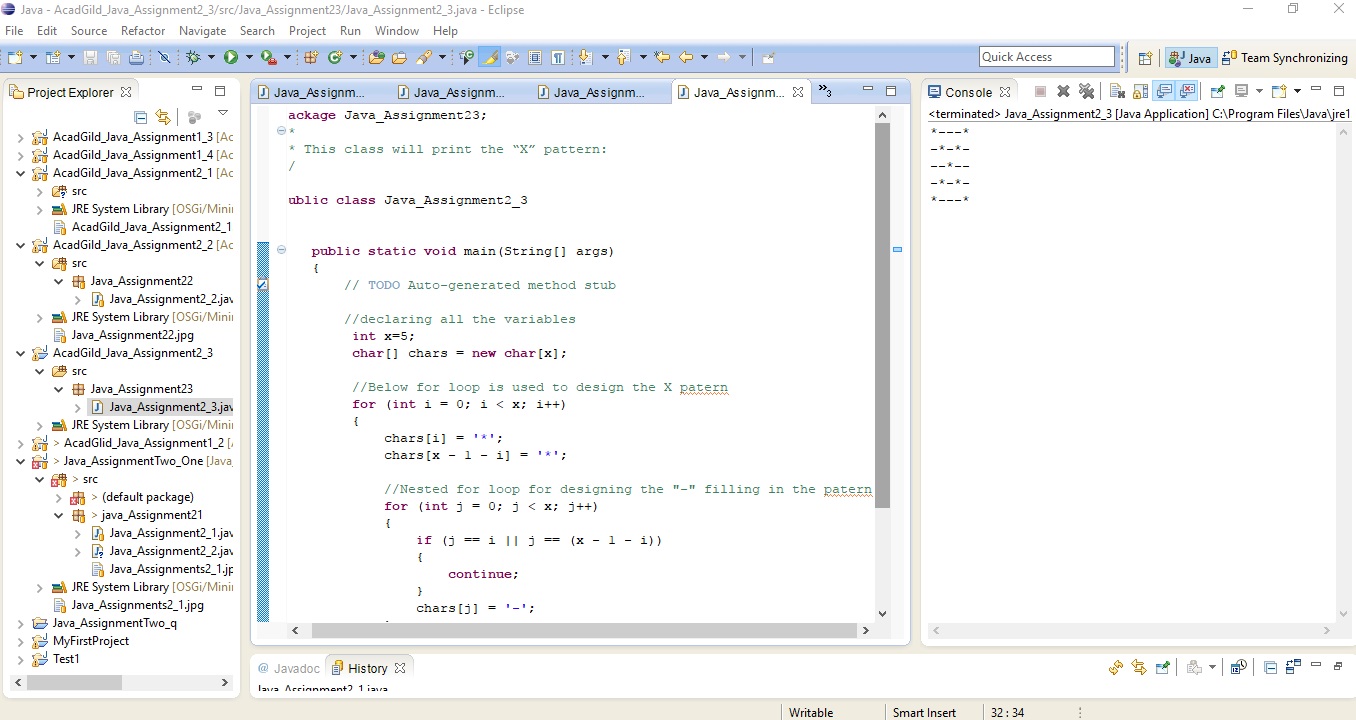 Java - AcadGild_Java_Assignment2_3/src/Java_Assignment23/Java_Assignment2_3.java - Eclipse
File Edit Source Refactor Navigate Search Project Run Window Help
Quick Access
Java
Team Synchronizing
Project Explorer
AcadGild_Java_Assignment1_3 [Ac
AcadGild_Java_Assignment1_4 [Ac
AcadGild_Java_Assignment2_1 [Ac
src
JRE System Library [OSGi/Mini
AcadGild_Java_Assignment2_1
AcadGild_Java_Assignment2_2 [Ac
src
Java_Assignment22
Java_Assignment2_2.jav
JRE System Library [OSGi/Mini
Java_Assignment22.jpg
AcadGild_Java_Assignment2_3
src
Java_Assignment23
Java_Assignment2_3.jav
JRE System Library [OSGi/Mini
> AcadGlid_Java_Assignment1_2 [/
> Java_AssignmentTwo_One [Java_
> src
> (default package)
> java_Assignment21
Java_Assignment2_1.jav
Java_Assignment2_2.jav
Java_Assignments2_1.jp
JRE System Library [OSGi/Mini
Java_Assignments2_1.jpg
Java_AssignmentTwo_q
MyFirstProject
Test1
Java_Assignm...
Java_Assignm...
Java_Assignm...
Java_Assignm...
»3
ackage Java_Assignment23;
*
* This class will print the “X” pattern:
/
ublic class Java_Assignment2_3
public static void main(String[] args)
{
// TODO Auto-generated method stub
//declaring all the variables
int x=5;
char[] chars = new char[x];
//Below for loop is used to design the X patern
for (int i = 0; i < x; i++)
{
chars[i] = '*';
chars[x - 1 - i] = '*';
//Nested for loop for designing the "-" filling in the patern
for (int j = 0; j < x; j++)
{
if (j == i || j == (x - 1 - i))
{
continue;
}
chars[j] = '-';
Console
<terminated> Java_Assignment2_3 [Java Application] C:\Program Files\Java\jre1
*---*
-*-*-
--*--
-*-*-
*---*
@ Javadoc
History
Java_Assignment2_1.java
Writable
Smart Insert
32 : 34